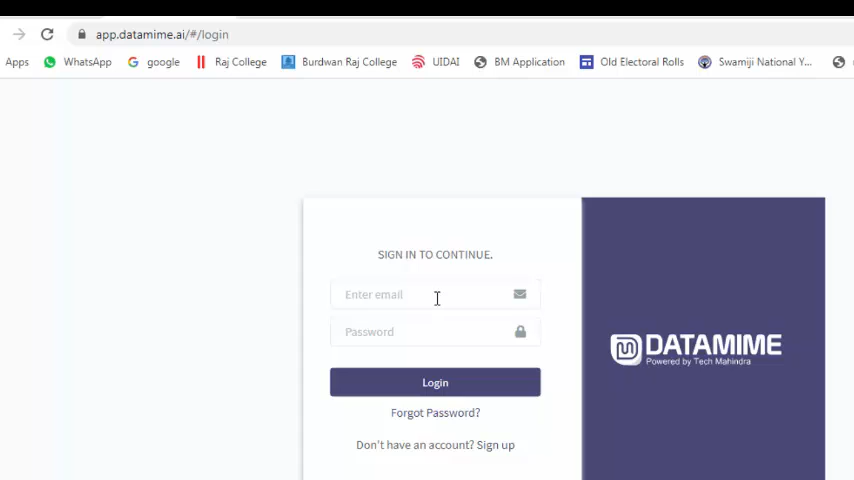 app.datamime.ai/#/login
Apps WhatsApp google Raj College Burdwan Raj College UIDAI BM Application Old Electoral Rolls Swamiji National Y...
SIGN IN TO CONTINUE.
Enter email
Password
Login
Forgot Password?
Don't have an account? Sign up
DATAMIME
Powered by Tech Mahindra